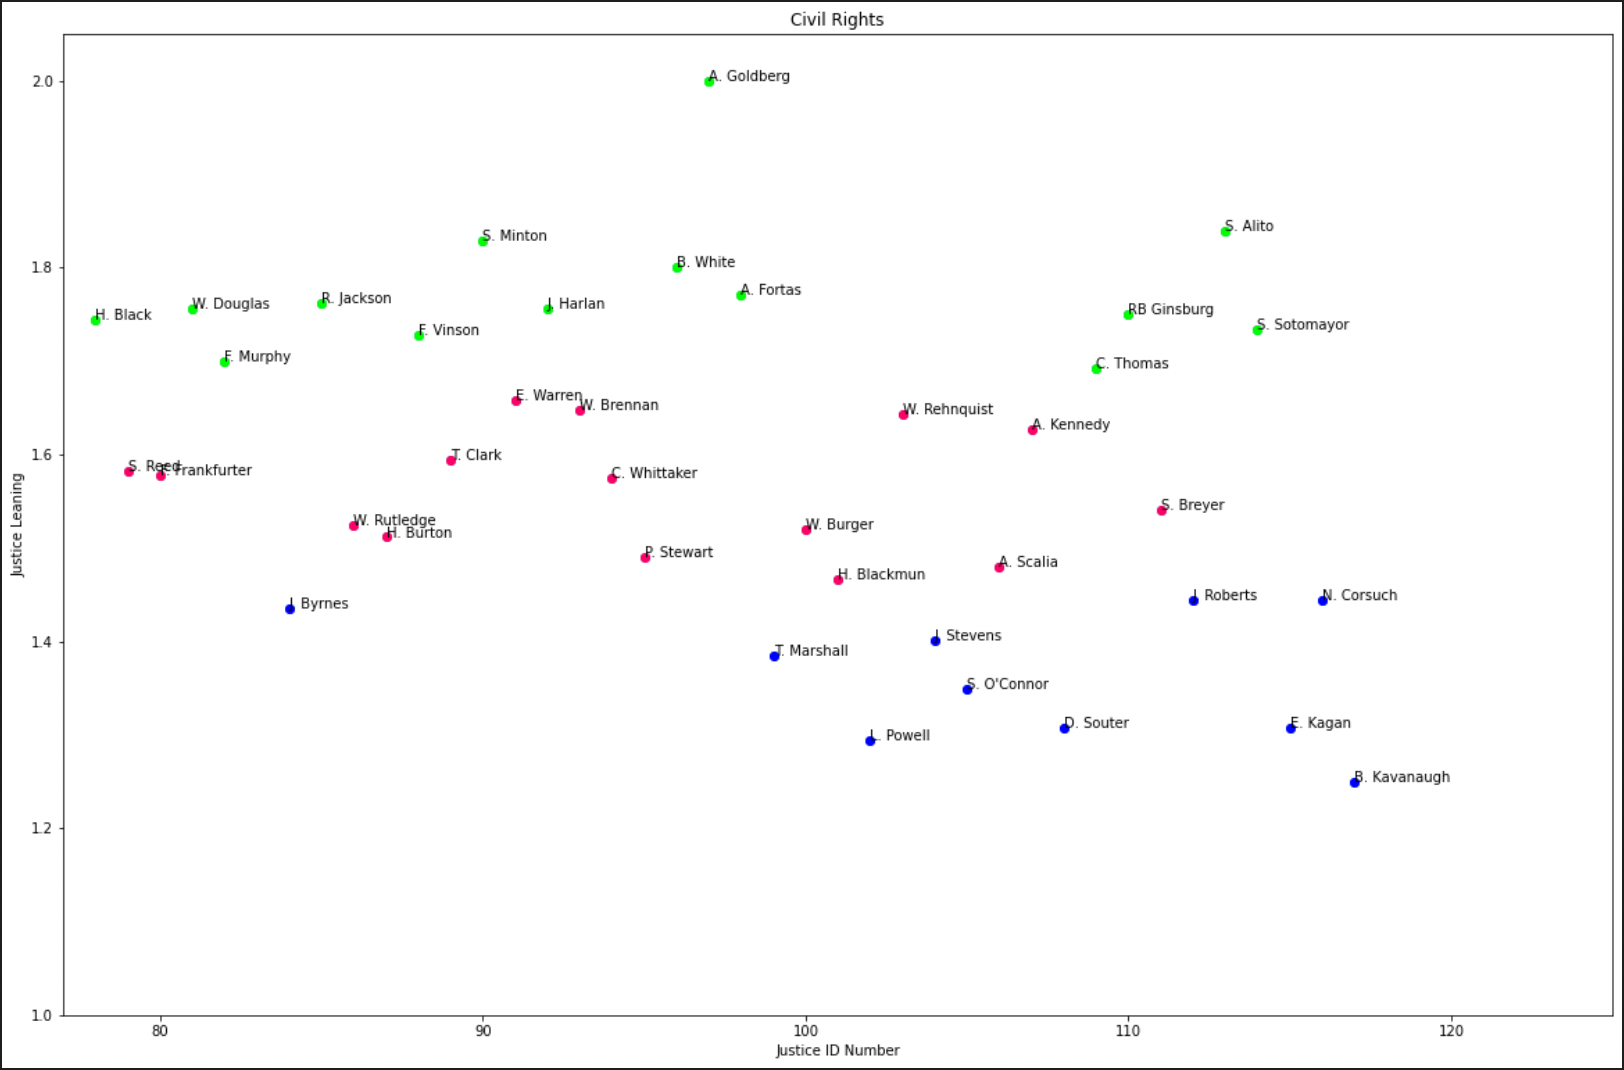 Civil Rights
2.0
A. Goldberg
S. Alito
S. Minton
1.8
B. White
A. Fortas
R. Jackson
W. Douglas
J. Harlan
RB Ginsburg
H. Black
S. Sotomayor
F. Vinson
F. Murphy
C. Thomas
E. Warren
W. Brennan
W. Rehnquist
A. Kennedy
1.6
T. Clark
S. Reed
F. Frankfurter
C. Whittaker
S. Breyer
W. Rutledge
W. Burger
H. Burton
P. Stewart
A. Scalia
H. Blackmun
J. Byrnes
J. Roberts
N. Corsuch
1.4
J. Stevens
T. Marshall
S. O'Connor
L. Powell
D. Souter
E. Kagan
B. Kavanaugh
1.2
1.0
Justice Leaning
80
90
100
110
120
Justice ID Number